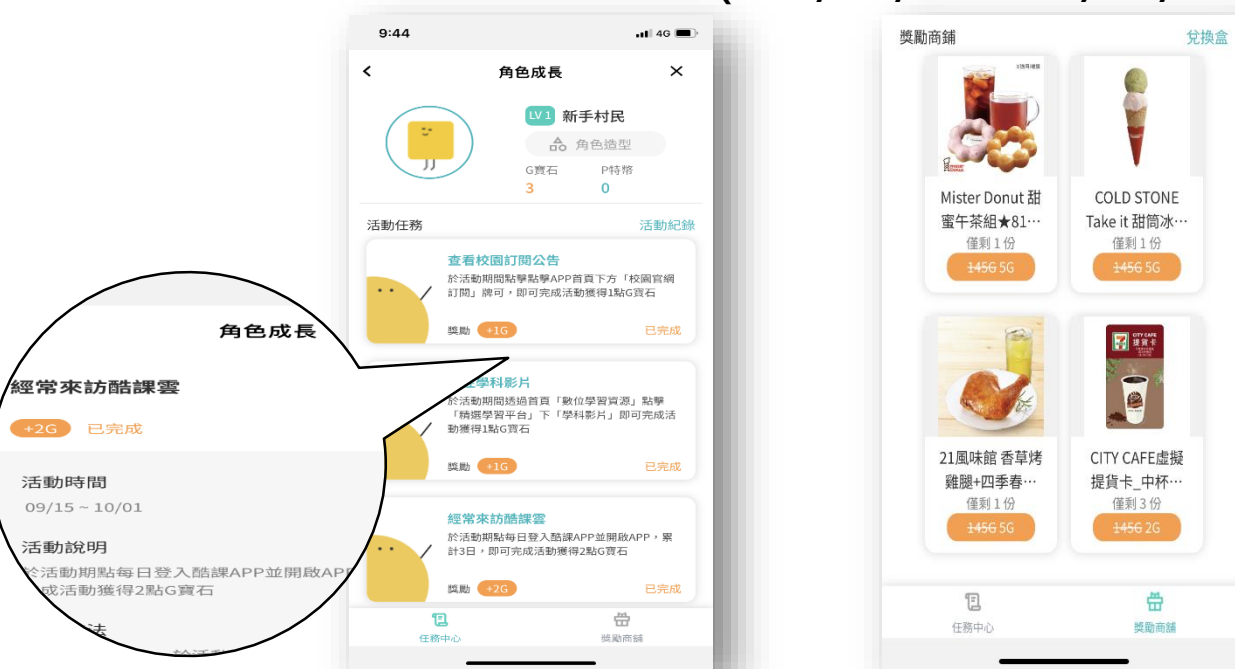 9:44
4G
角色成長
LV 1 新手村民
角色造型
G寶石 P特幣
3 0
活動任務 活動紀錄
查看校園訂閱公告
於活動期間點擊點擊APP首頁下方「校園官網
訂閱」牌可，即可完成活動獲得1點G寶石
獎勵 +1G 已完成
學科影片
於活動期間透過首頁「數位學習資源」點擊
「精選學習平台」下「學科影片」即可完成活
動獲得1點G寶石
獎勵 +1G 已完成
經常來訪酷課雲
於活動期點每日登入酷課APP並開啟APP，累
計3日，即可完成活動獲得2點G寶石
獎勵 +2G 已完成
任務中心 獎勵商舖
角色成長
經常來訪酷課雲
+2G 已完成
活動時間
09/15 ~ 10/01
活動說明
於活動期點每日登入酷課APP並開啟AP
成活動獲得2點G寶石
法
獎勵商舖 兌換盒
Mister Donut 甜
蜜午茶組★81…
僅剩 1 份
145G 5G
COLD STONE
Take it 甜筒冰…
僅剩 1 份
145G 5G
21風味館 香草烤
雞腿+四季春…
僅剩 1 份
145G 5G
CITY CAFE
提貨卡
CITY CAFE虛擬
提貨卡_中杯…
僅剩 3 份
145G 2G
任務中心 獎勵商舖